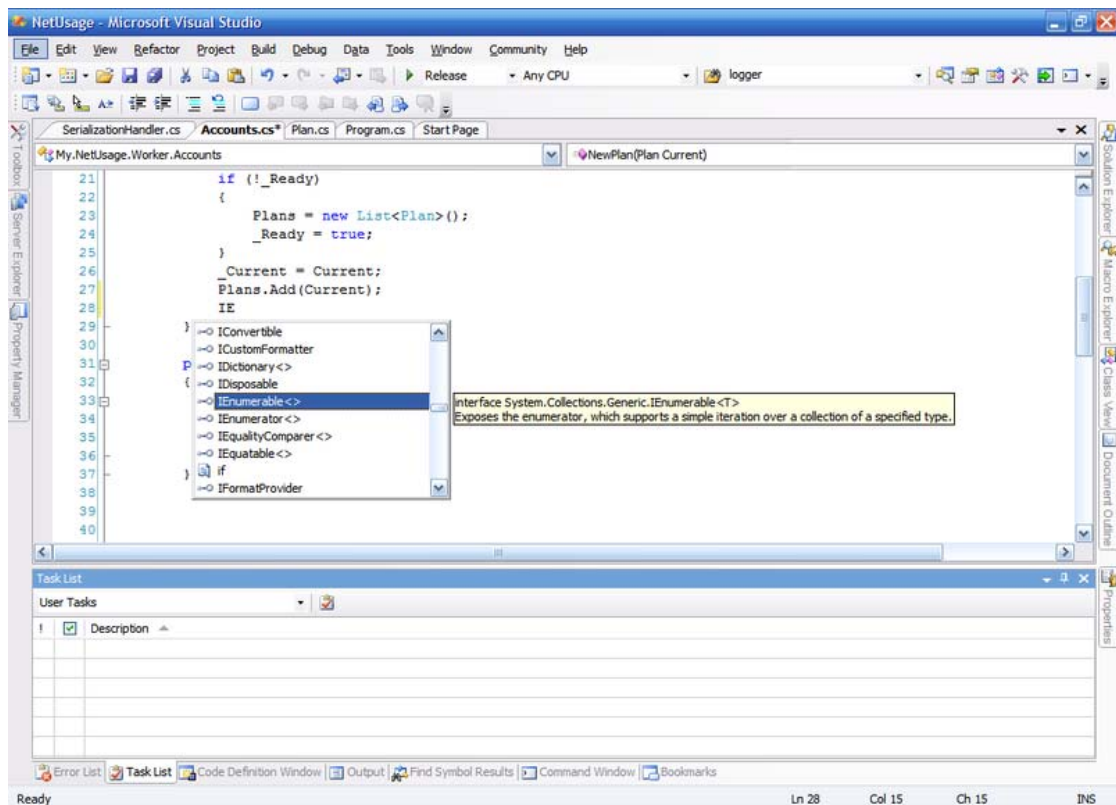 NetUsage - Microsoft Visual Studio
File Edit View Refactor Project Build Debug Data Tools Window Community Help
Release Any CPU logger
SerializationHandler.cs Accounts.cs* Plan.cs Program.cs Start Page
My.NetUsage.Worker.Accounts NewPlan(Plan Current)
21 if (!_Ready)
22 {
23 Plans = new List<Plan>();
24 _Ready = true;
25 }
26 _Current = Current;
27 Plans.Add(Current);
28 IE
29 }
30
31 p
32 {
33
34
35
36
37 }
38
39
40
IConvertible
ICustomFormatter
IDictionary<>
IDisposable
IEnumerable<>
IEnumerator<>
IEqualityComparer<>
IEquatable<>
if
IFormatProvider
interface System.Collections.Generic.IEnumerable<T>
Exposes the enumerator, which supports a simple iteration over a collection of a specified type.
Toolbox
Server Explorer
Property Manager
Solution Explorer
Macro Explorer
Class View
Document Outline
Properties
Task List
User Tasks
! Description
Error List Task List Code Definition Window Output Find Symbol Results Command Window Bookmarks
Ready Ln 28 Col 15 Ch 15 INS